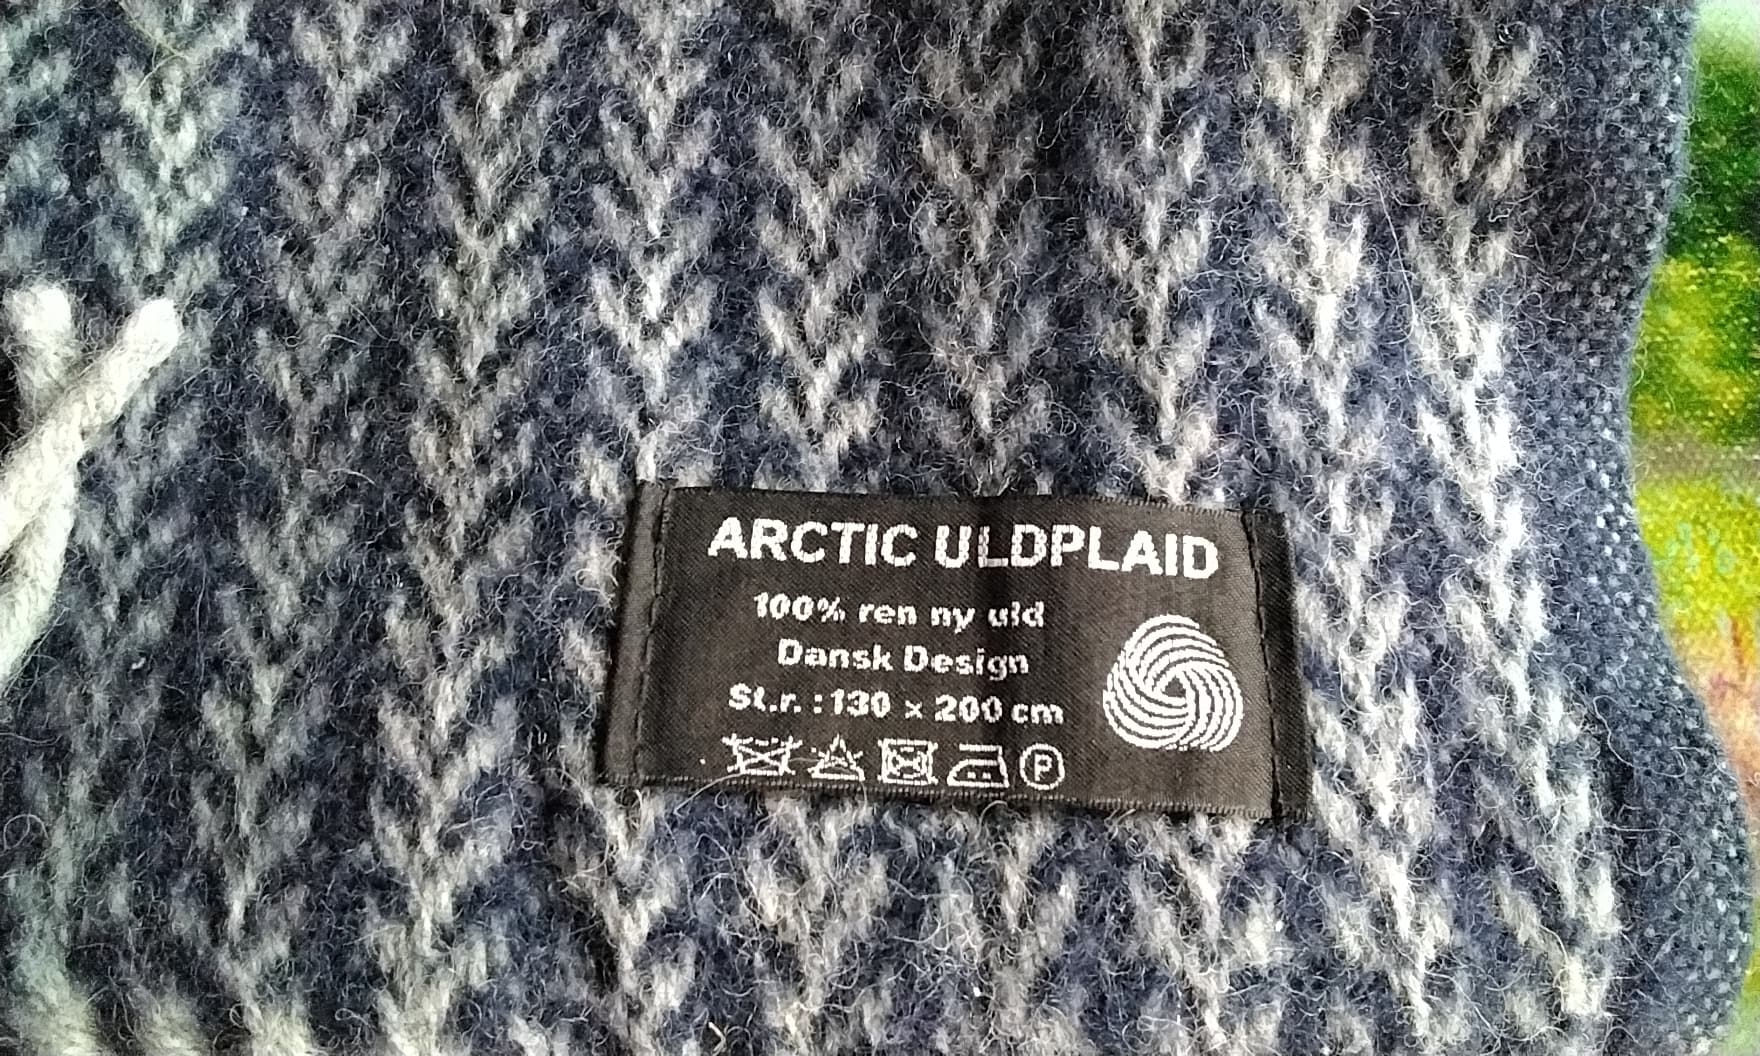 ARCTIC ULDPLAID
100% ren ny uld
Dansk Design
St.r. : 130 x 200 cm
P